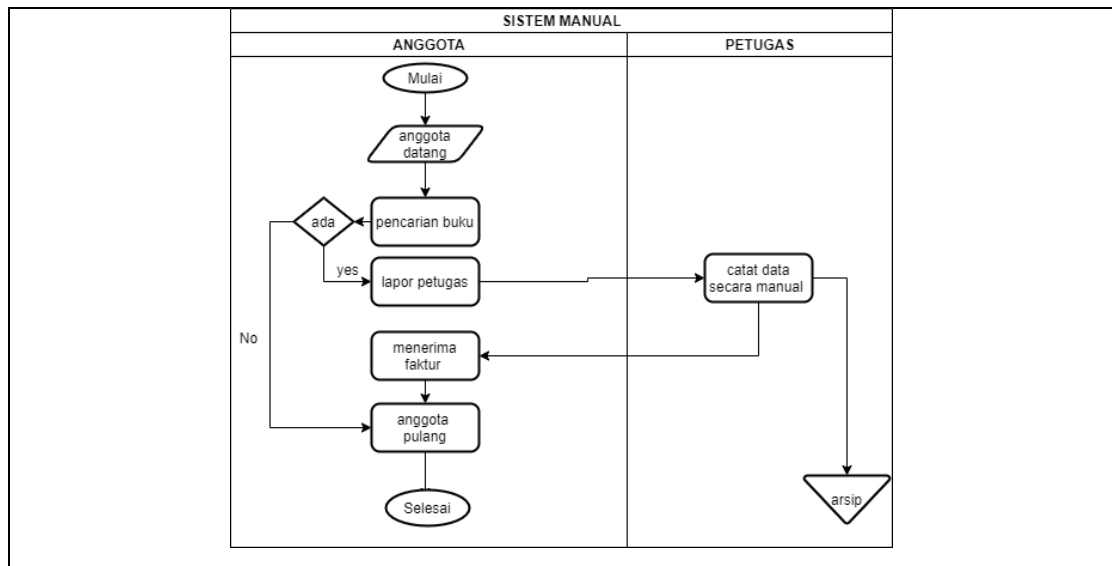 SISTEM MANUAL
ANGGOTA
PETUGAS
Mulai
anggota
datang
ada
pencarian buku
yes
lapor petugas
catat data
secara manual
No
menerima
faktur
anggota
pulang
Selesai
arsip